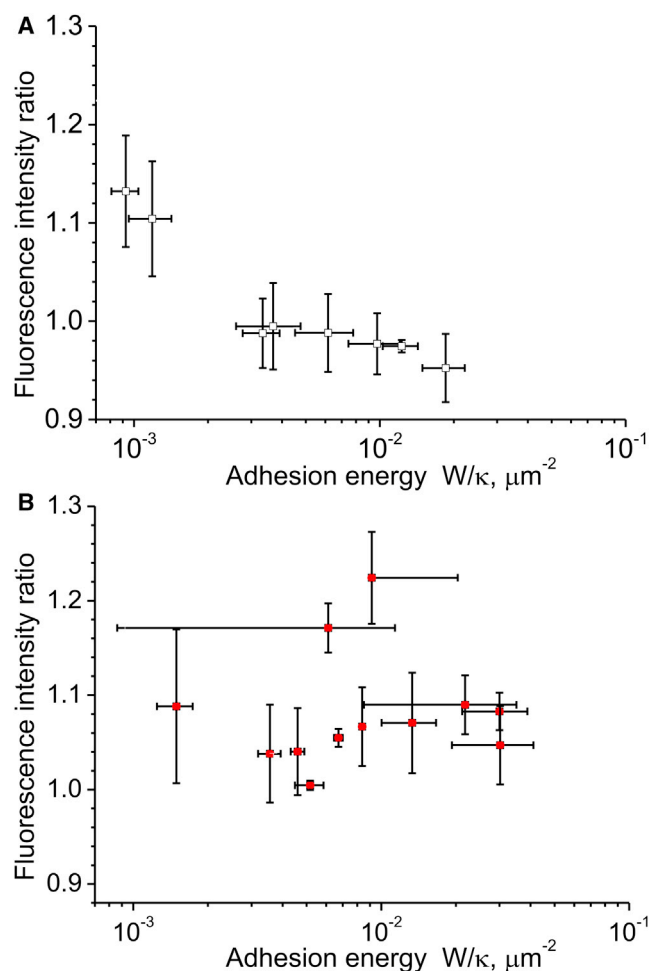 A
1.3
1.2
1.1
1.0
0.9
Fluorescence intensity ratio
10⁻³
10⁻²
10⁻¹
Adhesion energy W/κ, μm⁻²
B
1.3
1.2
1.1
1.0
0.9
Fluorescence intensity ratio
10⁻³
10⁻²
10⁻¹
Adhesion energy W/κ, μm⁻²